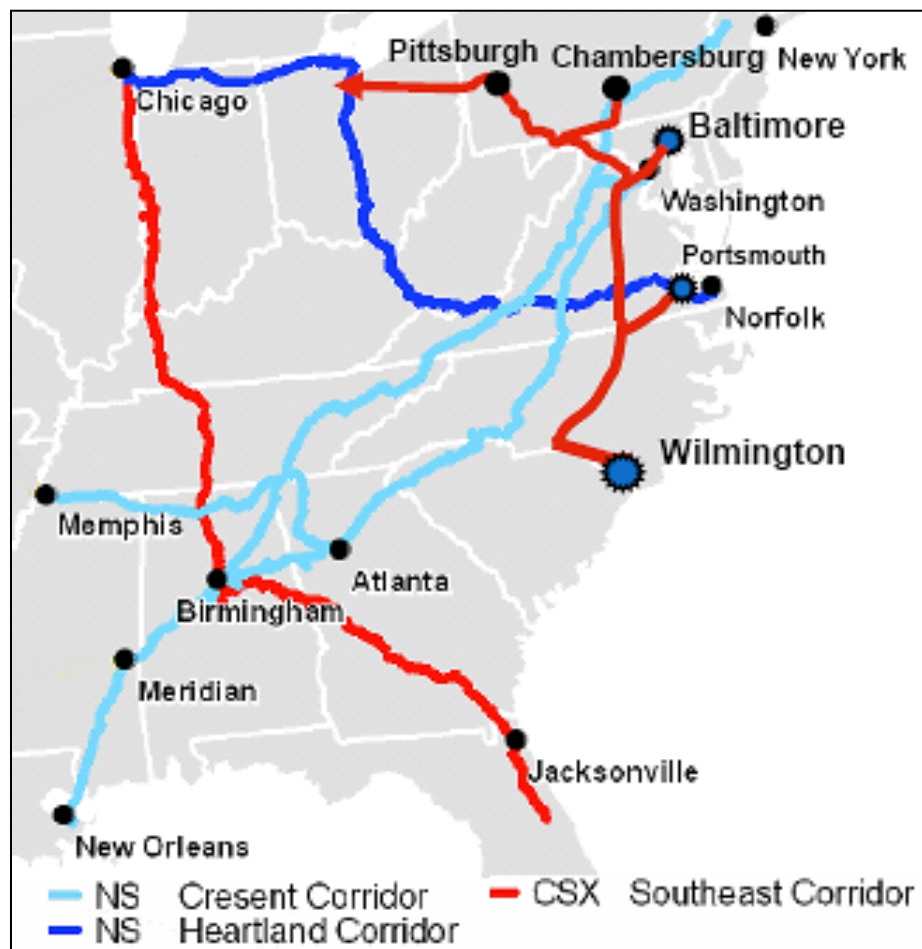 Pittsburgh
Chambersburg
New York
Chicago
Baltimore
Washington
Portsmouth
Norfolk
Wilmington
Memphis
Atlanta
Birmingham
Meridian
Jacksonville
New Orleans
NS Cresent Corridor
CSX Southeast Corridor
NS Heartland Corridor